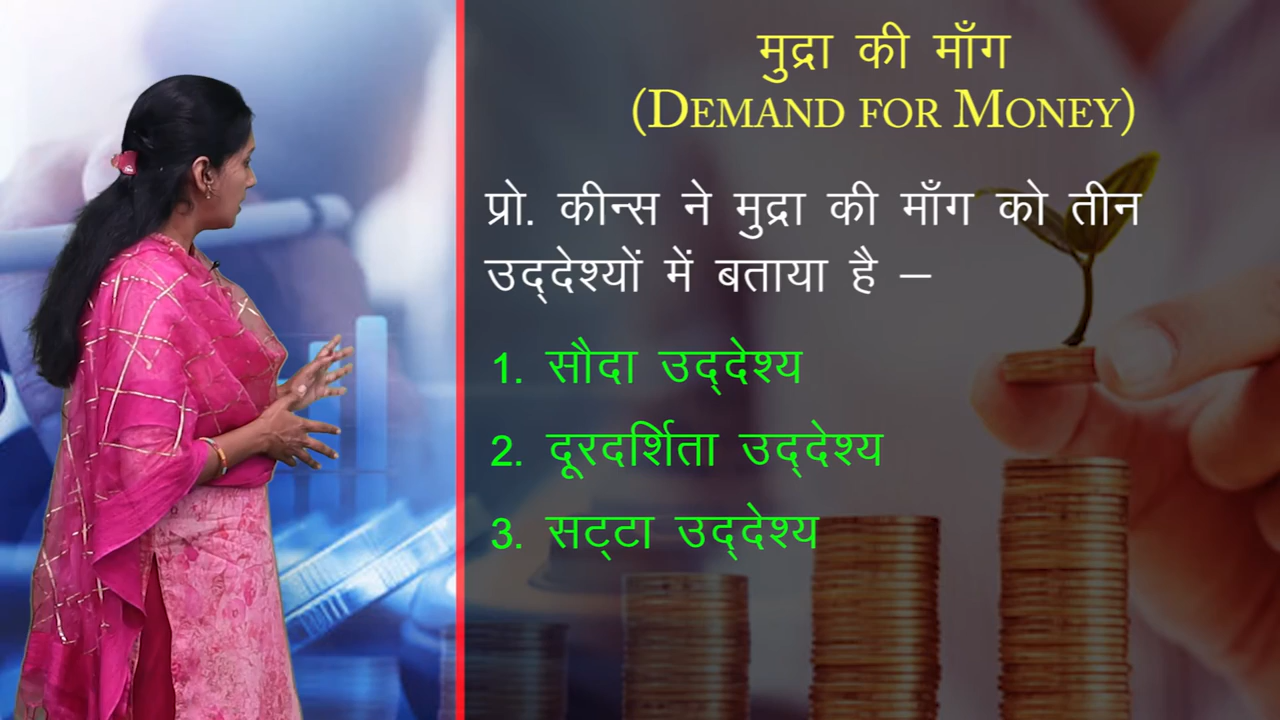 मुद्रा की माँग
(DEMAND FOR MONEY)
प्रो. कीन्स ने मुद्रा की माँग को तीन
उद्‌देश्यों में बताया है –
1. सौदा उद्‌देश्य
2. दूरदर्शिता उद्‌देश्य
3. सट्‌टा उद्‌देश्य